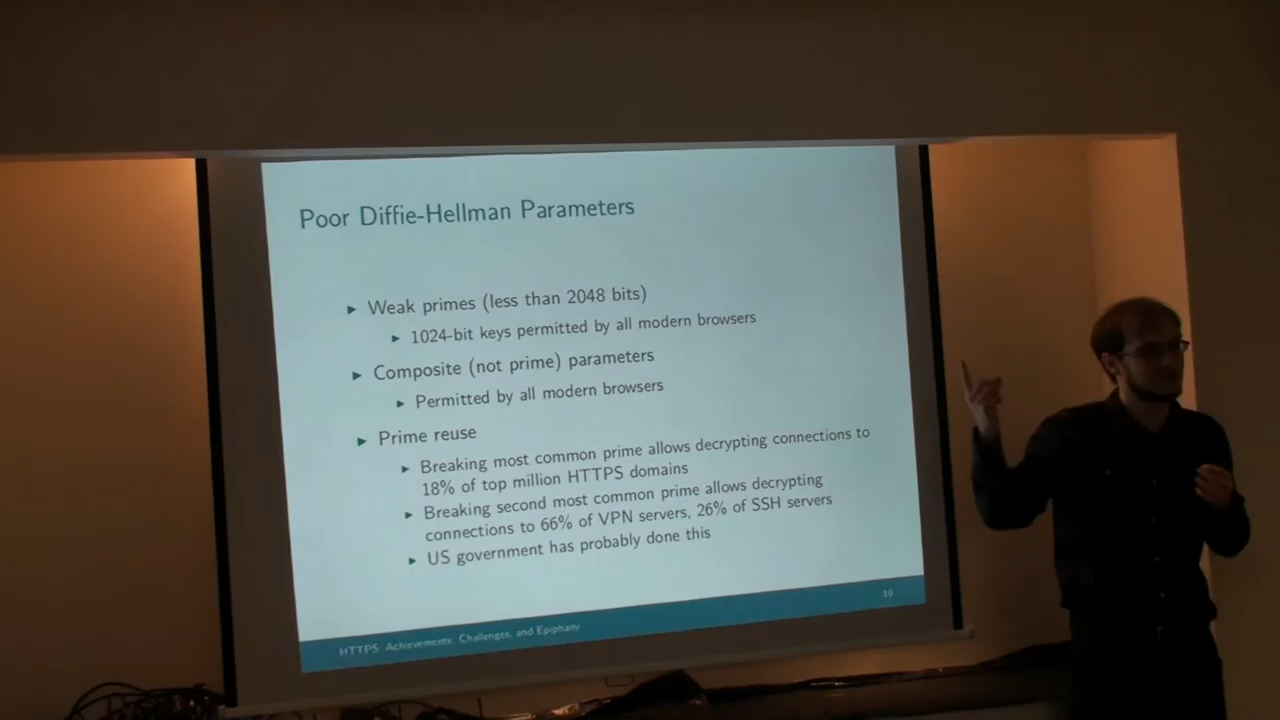 Poor Diffie-Hellman Parameters
▸ Weak primes (less than 2048 bits)
▸ 1024-bit keys permitted by all modern browsers
▸ Composite (not prime) parameters
▸ Permitted by all modern browsers
▸ Prime reuse
▸ Breaking most common prime allows decrypting connections to
18% of top million HTTPS domains
▸ Breaking second most common prime allows decrypting
connections to 66% of VPN servers, 26% of SSH servers
▸ US government has probably done this
19
HTTPS: Achievements, Challenges, and Epiphany